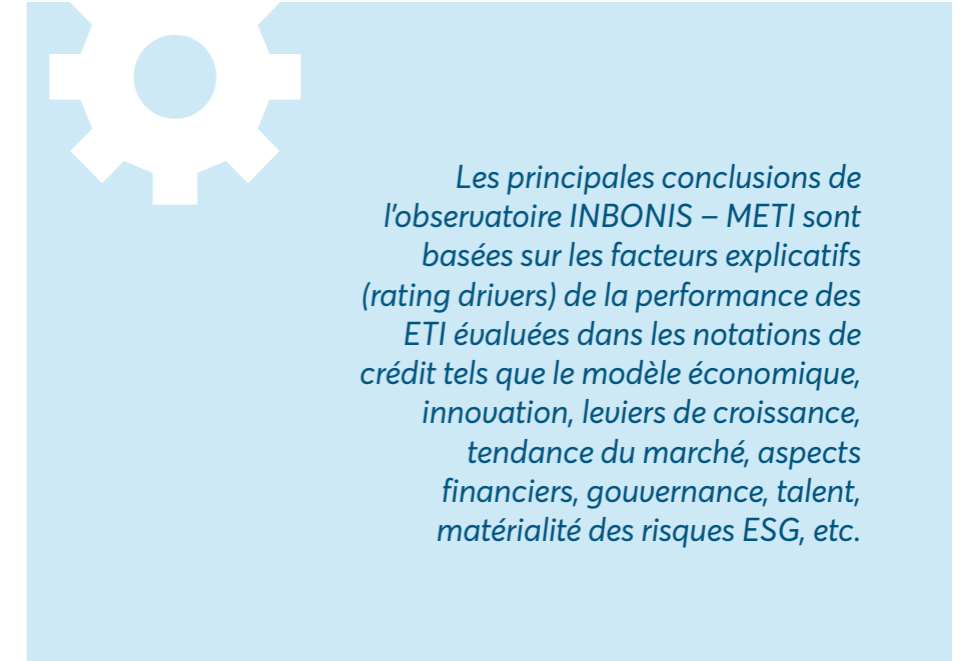 Les principales conclusions de
l'observatoire INBONIS – METI sont
basées sur les facteurs explicatifs
(rating drivers) de la performance des
ETI évaluées dans les notations de
crédit tels que le modèle économique,
innovation, leviers de croissance,
tendance du marché, aspects
financiers, gouvernance, talent,
matérialité des risques ESG, etc.